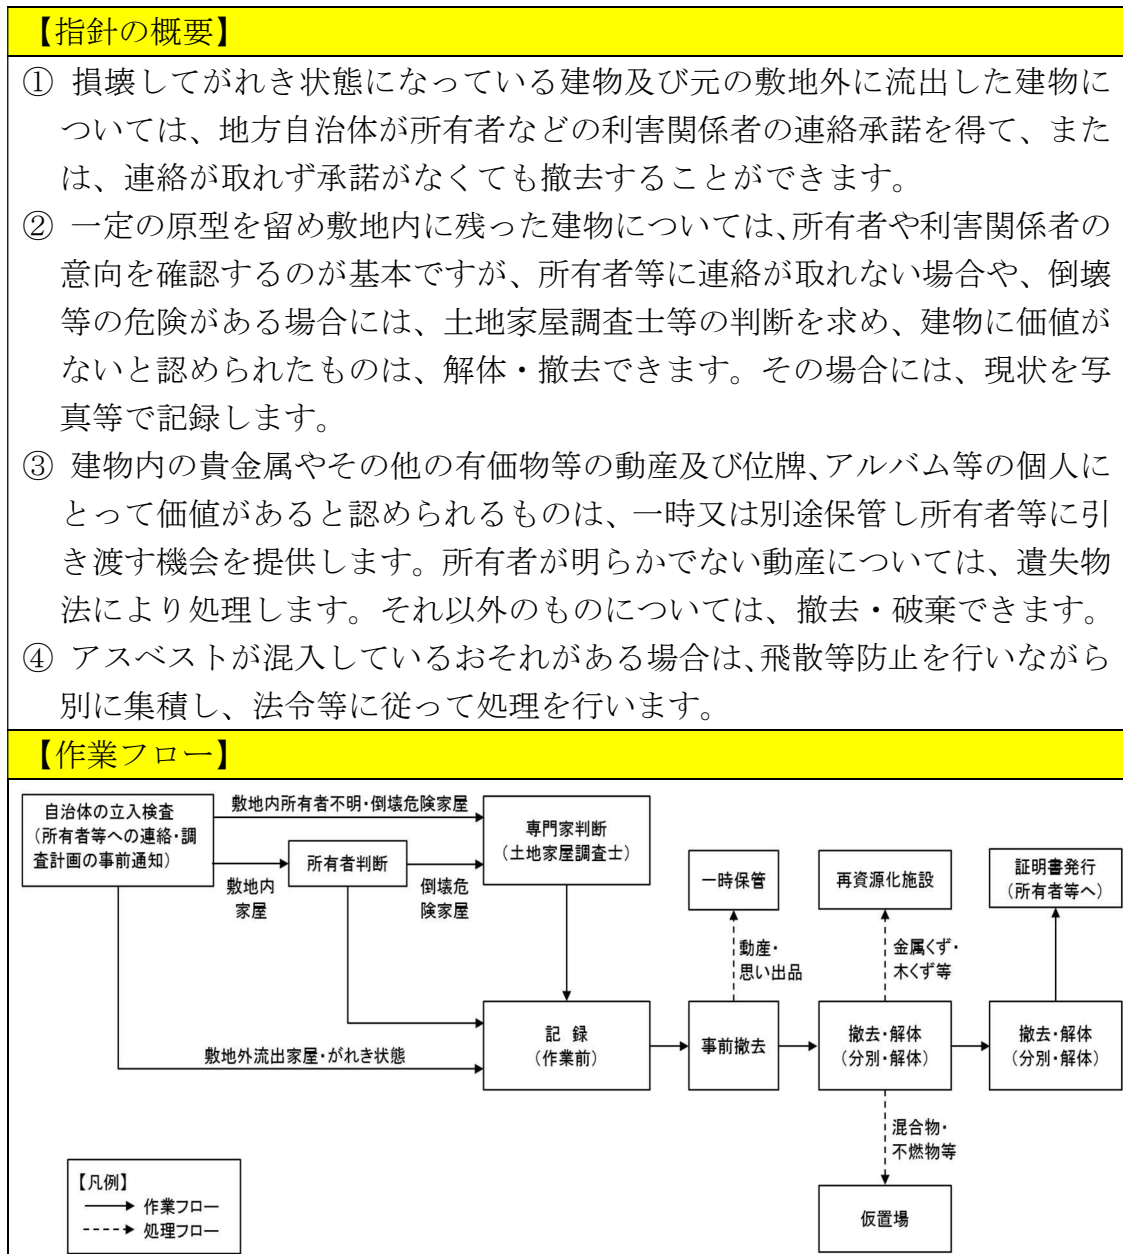 【指針の概要】
① 損壊してがれき状態になっている建物及び元の敷地外に流出した建物に
ついては、地方自治体が所有者などの利害関係者の連絡承諾を得て、また
は、連絡が取れず承諾がなくても撤去することができます。
② 一定の原型を留め敷地内に残った建物については、所有者や利害関係者の
意向を確認するのが基本ですが、所有者等に連絡が取れない場合や、倒壊
等の危険がある場合には、土地家屋調査士等の判断を求め、建物に価値が
ないと認められたものは、解体・撤去できます。その場合には、現状を写
真等で記録します。
③ 建物内の貴金属やその他の有価物等の動産及び位牌、アルバム等の個人に
とって価値があると認められるものは、一時又は別途保管し所有者等に引
き渡す機会を提供します。所有者が明らかでない動産については、遺失物
法により処理します。それ以外のものについては、撤去・破棄できます。
④ アスベストが混入しているおそれがある場合は、飛散等防止を行いながら
別に集積し、法令等に従って処理を行います。
【作業フロー】
自治体の立入検査
(所有者等への連絡・調
査計画の事前通知)
敷地内所有者不明・倒壊危険家屋
専門家判断
(土地家屋調査士)
所有者判断
敷地内
家屋
倒壊危
険家屋
一時保管
再資源化施設
証明書発行
(所有者等へ)
動産・
思い出品
金属くず・
木くず等
敷地外流出家屋・がれき状態
記 録
(作業前)
事前撤去
撤去・解体
(分別・解体)
撤去・解体
(分別・解体)
混合物・
不燃物等
仮置場
【凡例】
作業フロー
処理フロー